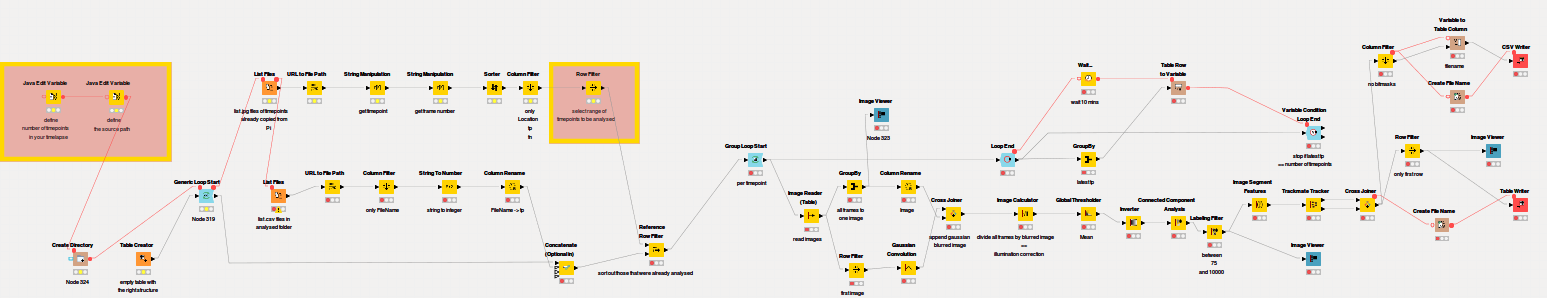 Java Edit Variable
define
number of timepoints
in your timelapse
Java Edit Variable
define
the source path
Create Directory
Node 324
Table Creator
empty table with
the right structure
Generic Loop Start
Node 319
List Files
list.jpg files of timepoints
already copied from
Pi
URL to File Path
String Manipulation
get timepoint
String Manipulation
get frame number
Sorter
Column Filter
only
Location
tp
fn
Row Filter
select range of
timepoints to be analysed
List Files
list.csv files in
analysed folder
URL to File Path
Column Filter
only FileName
String To Number
string to integer
Column Rename
FileName -> tp
Concatenate
(Optional in)
Reference
Row Filter
sort out those that were already analysed
Group Loop Start
per timepoint
Image Reader
(Table)
read images
Image Viewer
Node 323
GroupBy
all frames to
one image
Column Rename
Image
Row Filter
first image
Gaussian
Convolution
Cross Joiner
append gaussian
blurred image
Image Calculator
divide all frames by blurred image
==
illumination correction
Global Thresholder
Mean
Inverter
Connected Component
Analysis
Labeling Filter
between
75
and 10000
Loop End
GroupBy
latest tp
Wait...
wait 10 mins
Table Row
to Variable
Variable Condition
Loop End
stop if latest tp
== number of timepoints
Image Segment
Features
Trackmate Tracker
Cross Joiner
Image Viewer
Column Filter
no bitmasks
Variable to
Table Column
filename
CSV Writer
Create File Name
Row Filter
only first row
Image Viewer
Create File Name
Table Writer